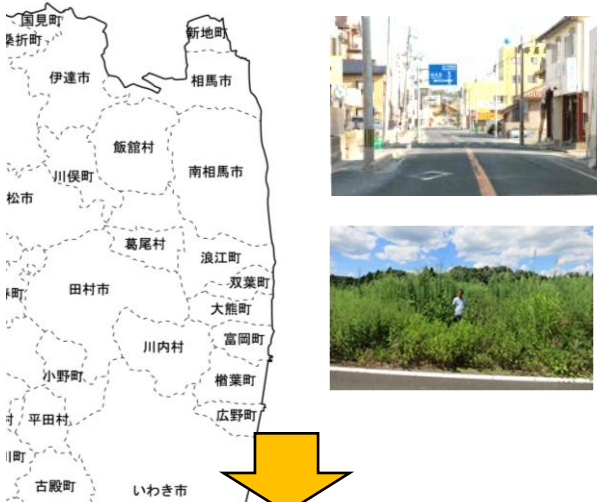 国見町
桑折町
新地町
伊達市
相馬市
飯舘村
川俣町
南相馬市
松市
葛尾村
浪江町
双葉町
田村市
大熊町
川内村
富岡町
小野町
楢葉町
広野町
平田村
古殿町
いわき市